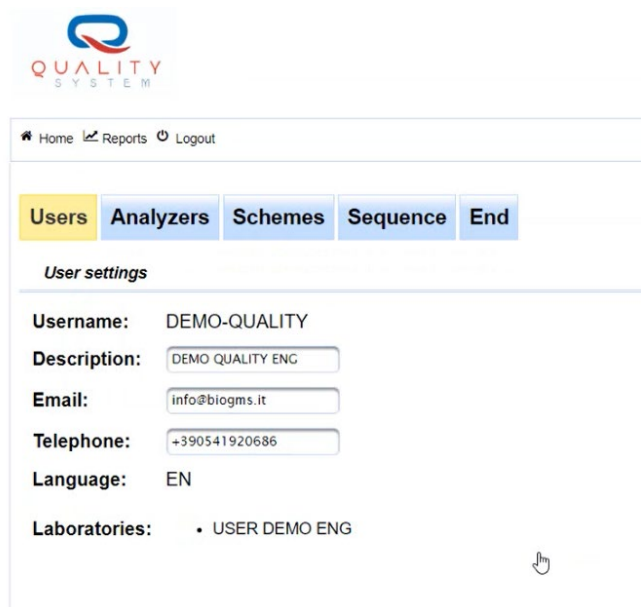 QUALITY
SYSTEM
Home Reports Logout
Users Analyzers Schemes Sequence End
User settings
Username: DEMO-QUALITY
Description: DEMO QUALITY ENG
Email: info@biogms.it
Telephone: +390541920686
Language: EN
Laboratories: • USER DEMO ENG